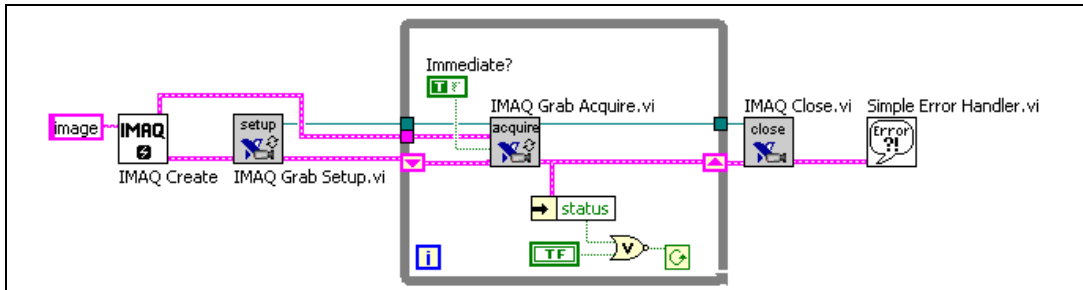 Immediate?
T F
IMAQ Grab Acquire.vi
IMAQ Close.vi
Simple Error Handler.vi
image
IMAQ
setup
acquire
close
Error
?!
IMAQ Create
IMAQ Grab Setup.vi
status
TF
V
i